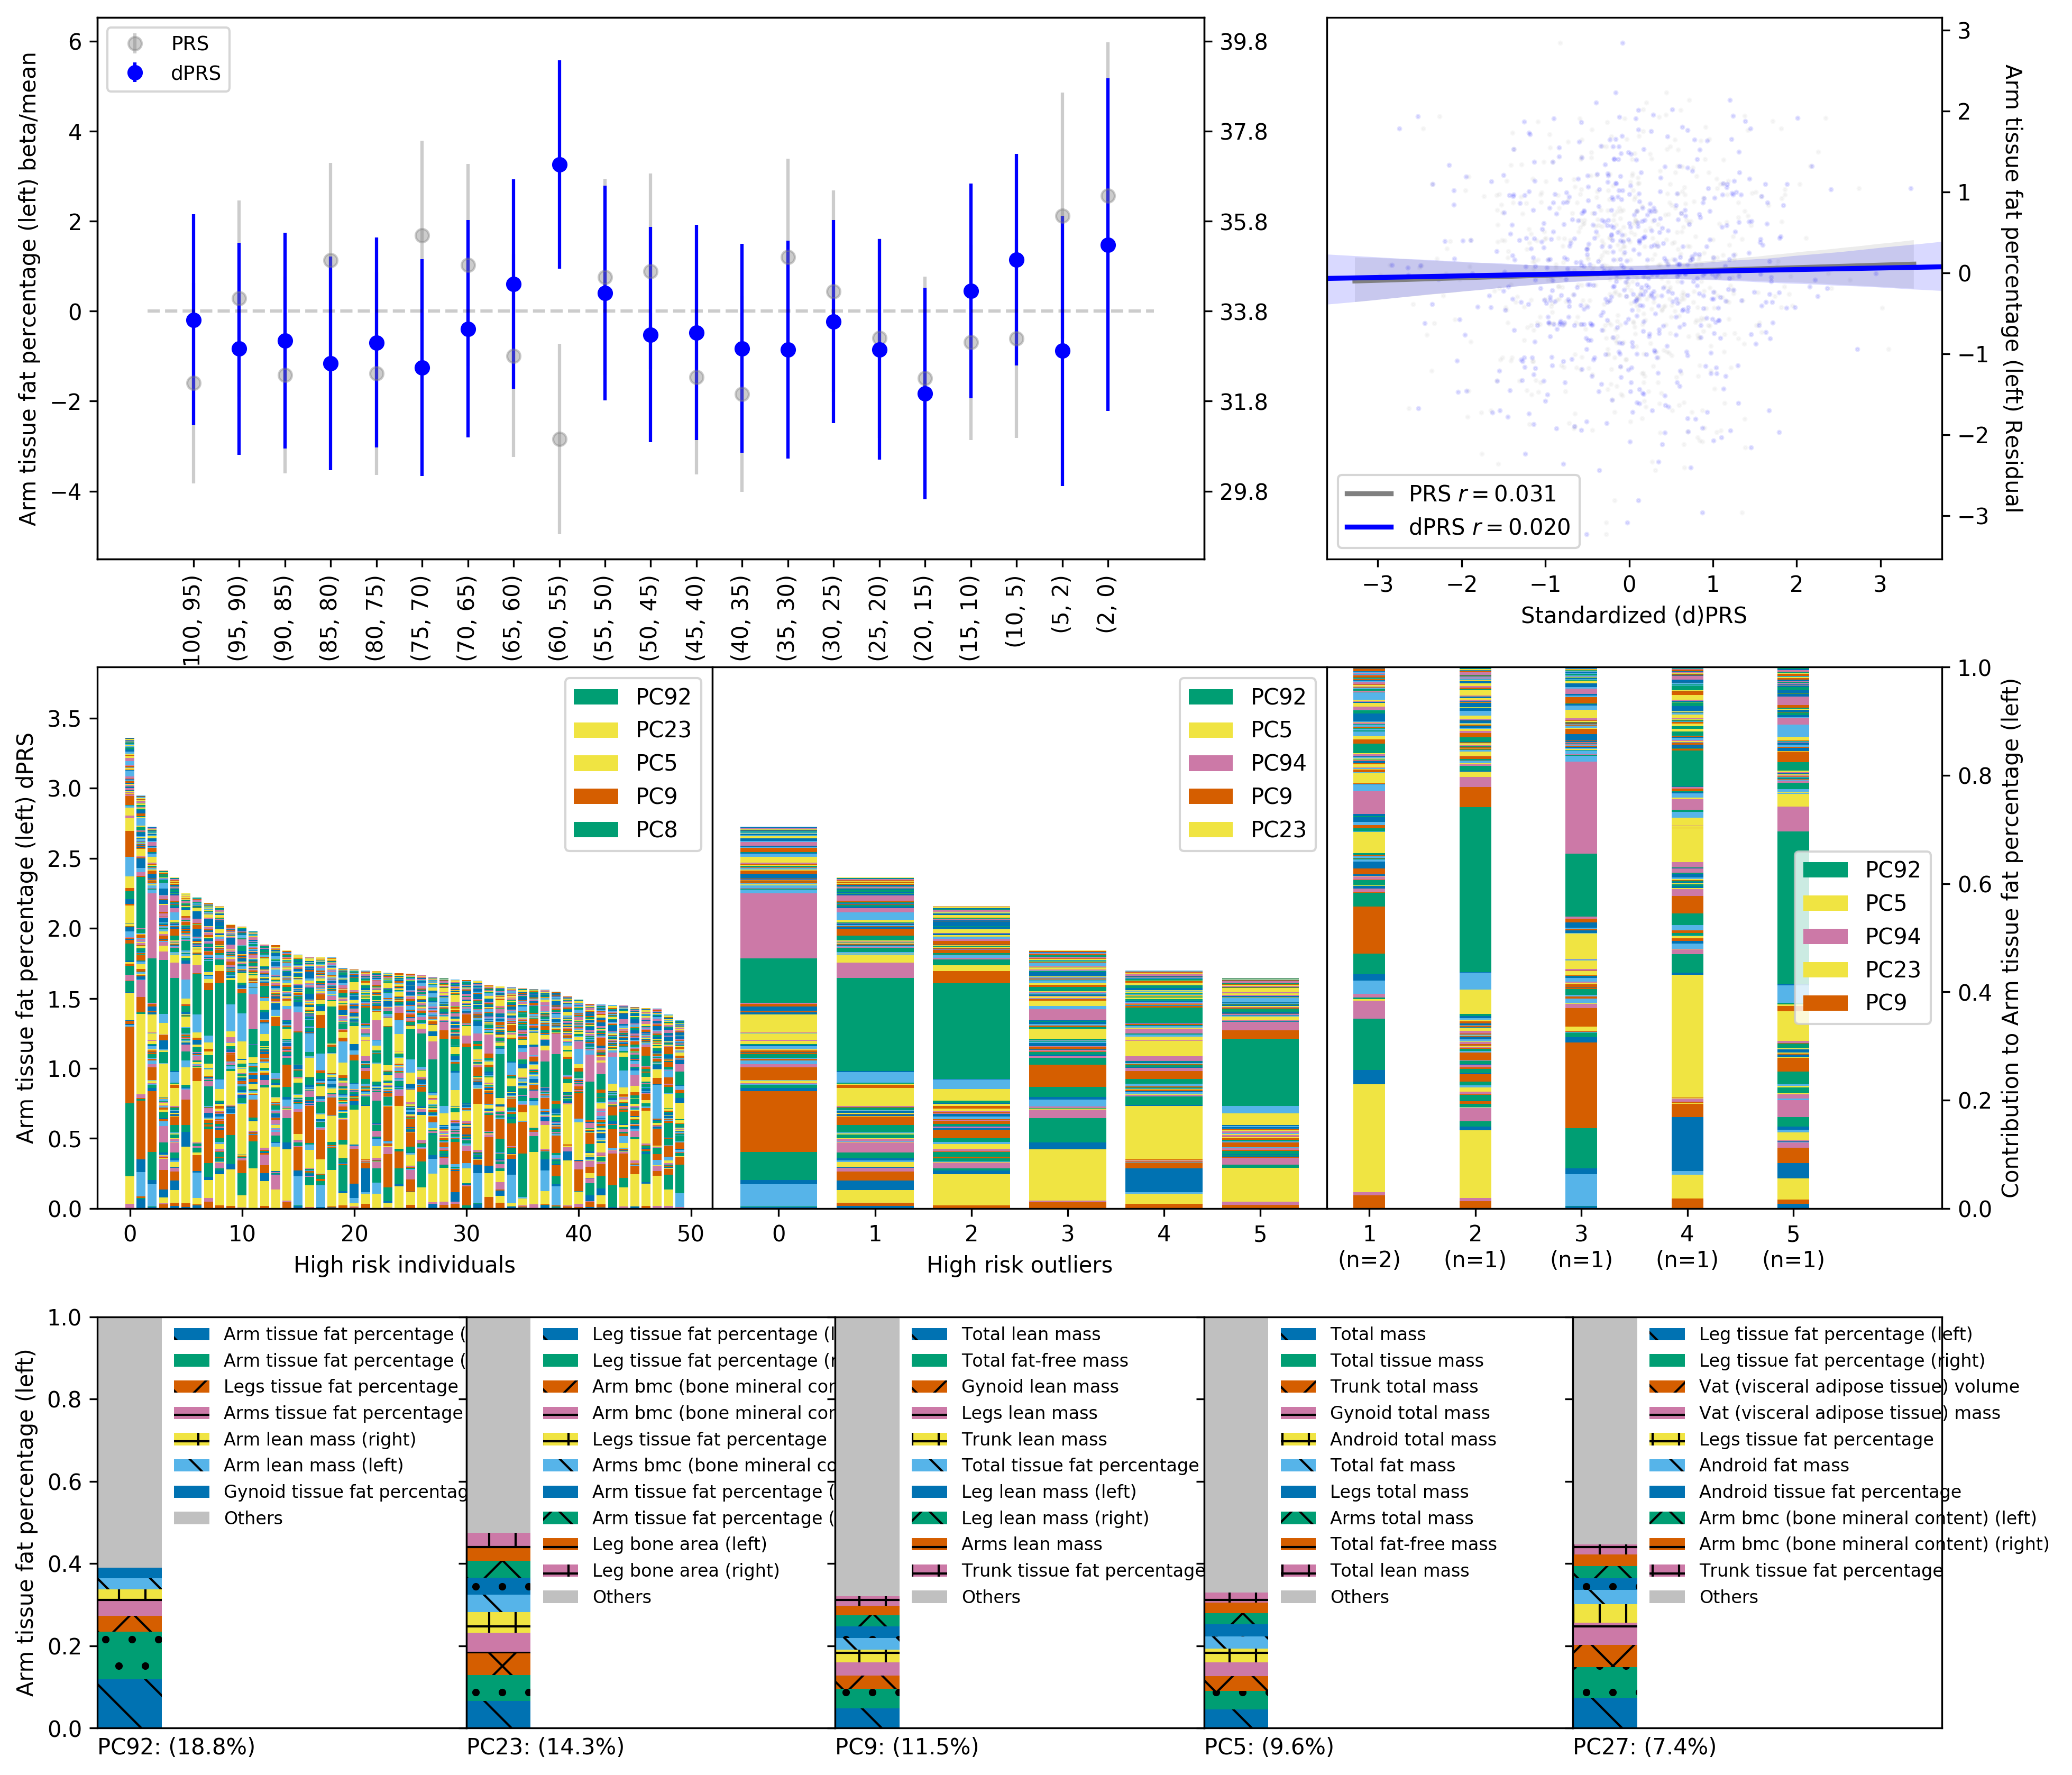 Arm tissue fat percentage (left) beta/mean
6
4
2
0
−2
−4
PRS
dPRS
39.8
37.8
35.8
33.8
31.8
29.8
100, 95)
(95, 90)
(90, 85)
(85, 80)
(80, 75)
(75, 70)
(70, 65)
(65, 60)
(60, 55)
(55, 50)
(50, 45)
(45, 40)
(40, 35)
(35, 30)
(30, 25)
(25, 20)
(20, 15)
(15, 10)
(10, 5)
(5, 2)
(2, 0)
PRS r = 0.031
dPRS r = 0.020
3
2
1
0
−1
−2
−3
Arm tissue fat percentage (left) Residual
−3 −2 −1 0 1 2 3
Standardized (d)PRS
Arm tissue fat percentage (left) dPRS
3.5
3.0
2.5
2.0
1.5
1.0
0.5
0.0
PC92
PC23
PC5
PC9
PC8
0 10 20 30 40 50
High risk individuals
PC92
PC5
PC94
PC9
PC23
0 1 2 3 4 5
High risk outliers
PC92
PC5
PC94
PC23
PC9
1 2 3 4 5
(n=2) (n=1) (n=1) (n=1) (n=1)
1.0
0.8
0.6
0.4
0.2
0.0
Contribution to Arm tissue fat percentage (left)
Arm tissue fat percentage (left)
1.0
0.8
0.6
0.4
0.2
0.0
Arm tissue fat percentage (
Arm tissue fat percentage (
Legs tissue fat percentage
Arms tissue fat percentage
Arm lean mass (right)
Arm lean mass (left)
Gynoid tissue fat percentag
Others
PC92: (18.8%)
Leg tissue fat percentage (l
Leg tissue fat percentage (r
Arm bmc (bone mineral con
Arm bmc (bone mineral con
Legs tissue fat percentage
Arms bmc (bone mineral co
Arm tissue fat percentage (
Arm tissue fat percentage (
Leg bone area (left)
Leg bone area (right)
Others
PC23: (14.3%)
Total lean mass
Total fat-free mass
Gynoid lean mass
Legs lean mass
Trunk lean mass
Total tissue fat percentage
Leg lean mass (left)
Leg lean mass (right)
Arms lean mass
Trunk tissue fat percentage
Others
PC9: (11.5%)
Total mass
Total tissue mass
Trunk total mass
Gynoid total mass
Android total mass
Total fat mass
Legs total mass
Arms total mass
Total fat-free mass
Total lean mass
Others
PC5: (9.6%)
Leg tissue fat percentage (left)
Leg tissue fat percentage (right)
Vat (visceral adipose tissue) volume
Vat (visceral adipose tissue) mass
Legs tissue fat percentage
Android fat mass
Android tissue fat percentage
Arm bmc (bone mineral content) (left)
Arm bmc (bone mineral content) (right)
Trunk tissue fat percentage
Others
PC27: (7.4%)